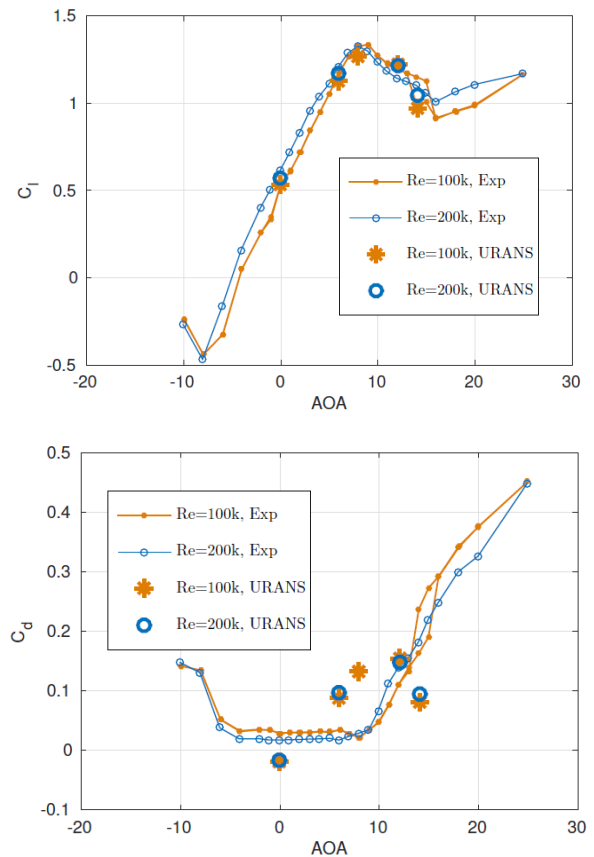 1.5
1
0.5
0
-0.5
C_l
Re=100k, Exp
Re=200k, Exp
Re=100k, URANS
Re=200k, URANS
-20 -10 0 10 20 30
AOA
0.5
0.4
0.3
0.2
0.1
0
-0.1
C_d
Re=100k, Exp
Re=200k, Exp
Re=100k, URANS
Re=200k, URANS
-20 -10 0 10 20 30
AOA